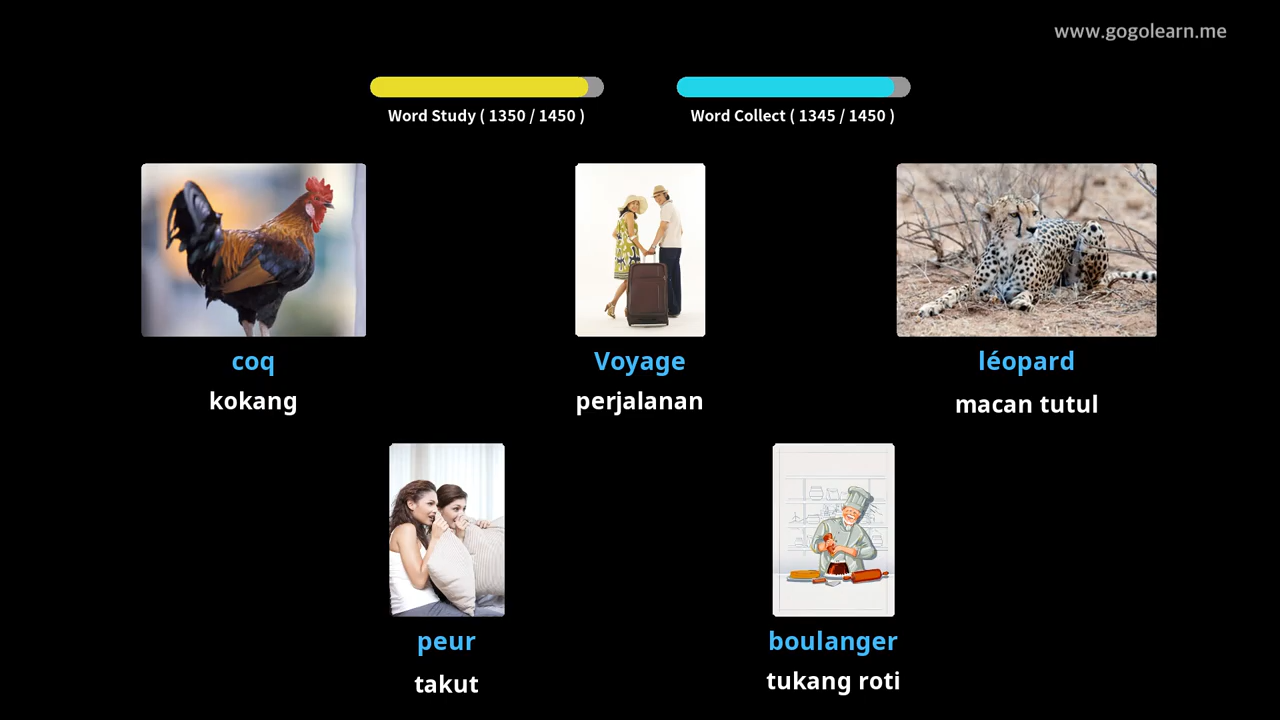 www.gogolearn.me
Word Study ( 1350 / 1450 )
Word Collect ( 1345 / 1450 )
coq
Voyage
léopard
kokang
perjalanan
macan tutul
peur
boulanger
takut
tukang roti